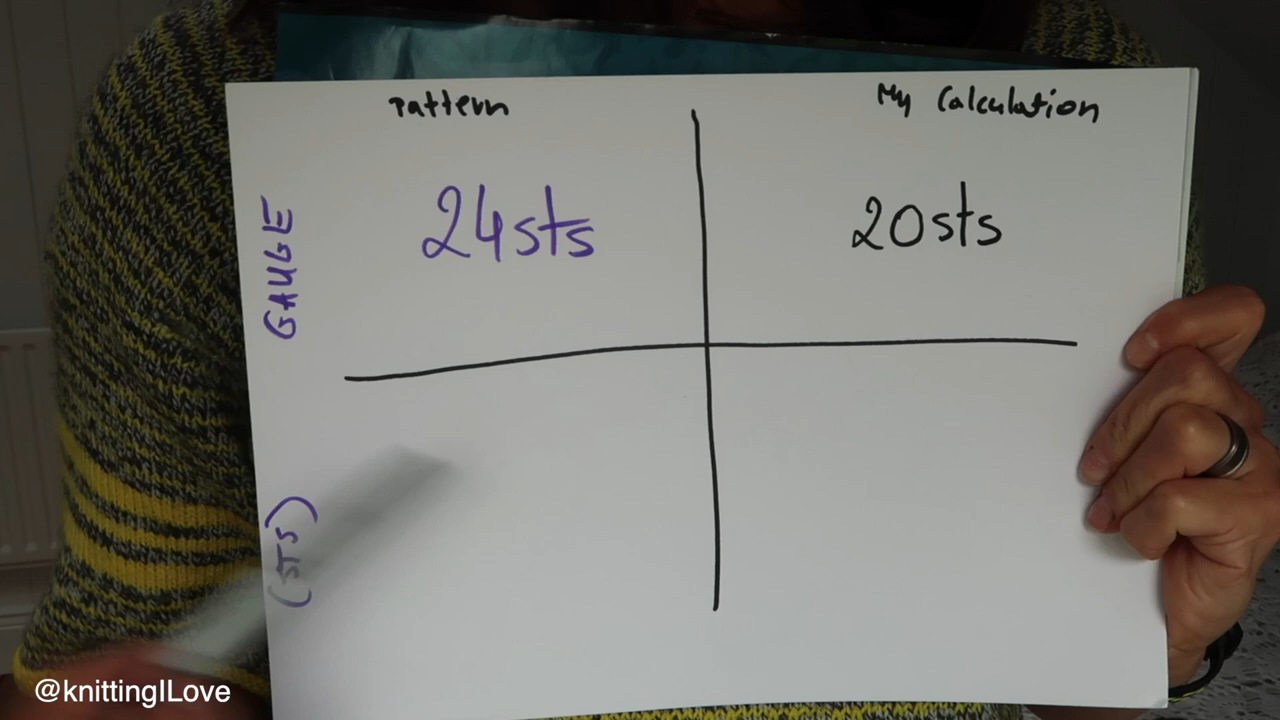 Pattern
My Calculation
GAUGE
24sts
20sts
(STS)
@knittingILove